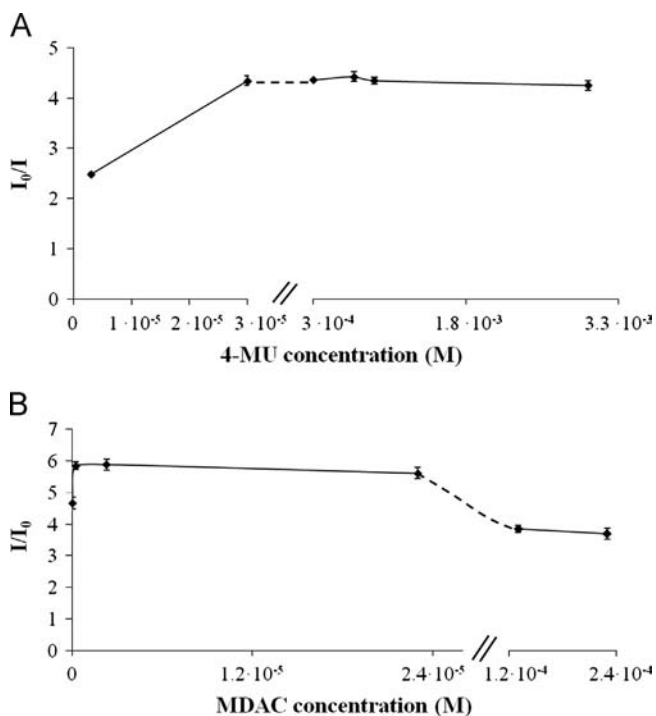 A
5
4
3
2
1
0
I₀/I
0 1·10⁻⁵ 2·10⁻⁵ 3·10⁻⁵ 3·10⁻⁴ 1.8·10⁻³ 3.3·10⁻³
4-MU concentration (M)
B
7
6
5
4
3
2
1
0
I/I₀
0 1.2·10⁻⁵ 2.4·10⁻⁵ 1.2·10⁻⁴ 2.4·10⁻⁴
MDAC concentration (M)